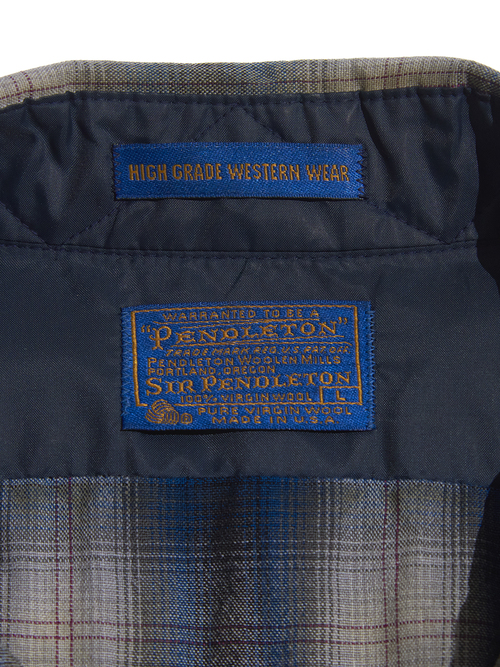 HIGH GRADE WESTERN WEAR
WARRANTED TO BE A
"PENDLETON"
TRADE MARK REG. U.S. PAT. OFF.
PENDLETON WOOLEN MILLS
PORTLAND, OREGON
SIR PENDLETON
100% VIRGIN WOOL L
PURE VIRGIN WOOL
MADE IN U.S.A